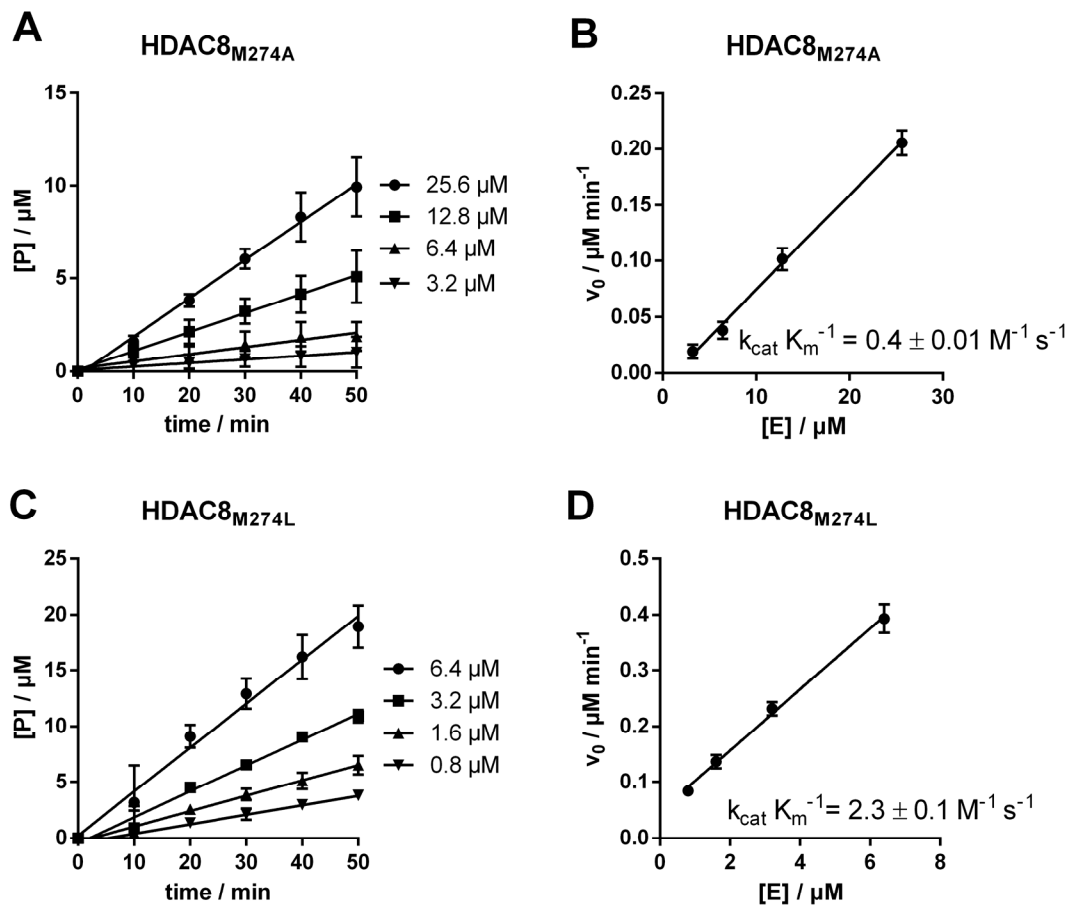 A
HDAC8M274A
[P] / µM
15
10
5
0
0 10 20 30 40 50
time / min
25.6 µM
12.8 µM
6.4 µM
3.2 µM
B
HDAC8M274A
v0 / µM min-1
0.25
0.20
0.15
0.10
0.05
0.00
kcat Km-1 = 0.4 ± 0.01 M-1 s-1
0 10 20 30
[E] / µM
C
HDAC8M274L
[P] / µM
25
20
15
10
5
0
0 10 20 30 40 50
time / min
6.4 µM
3.2 µM
1.6 µM
0.8 µM
D
HDAC8M274L
v0 / µM min-1
0.5
0.4
0.3
0.2
0.1
0.0
kcat Km-1 = 2.3 ± 0.1 M-1 s-1
0 2 4 6 8
[E] / µM